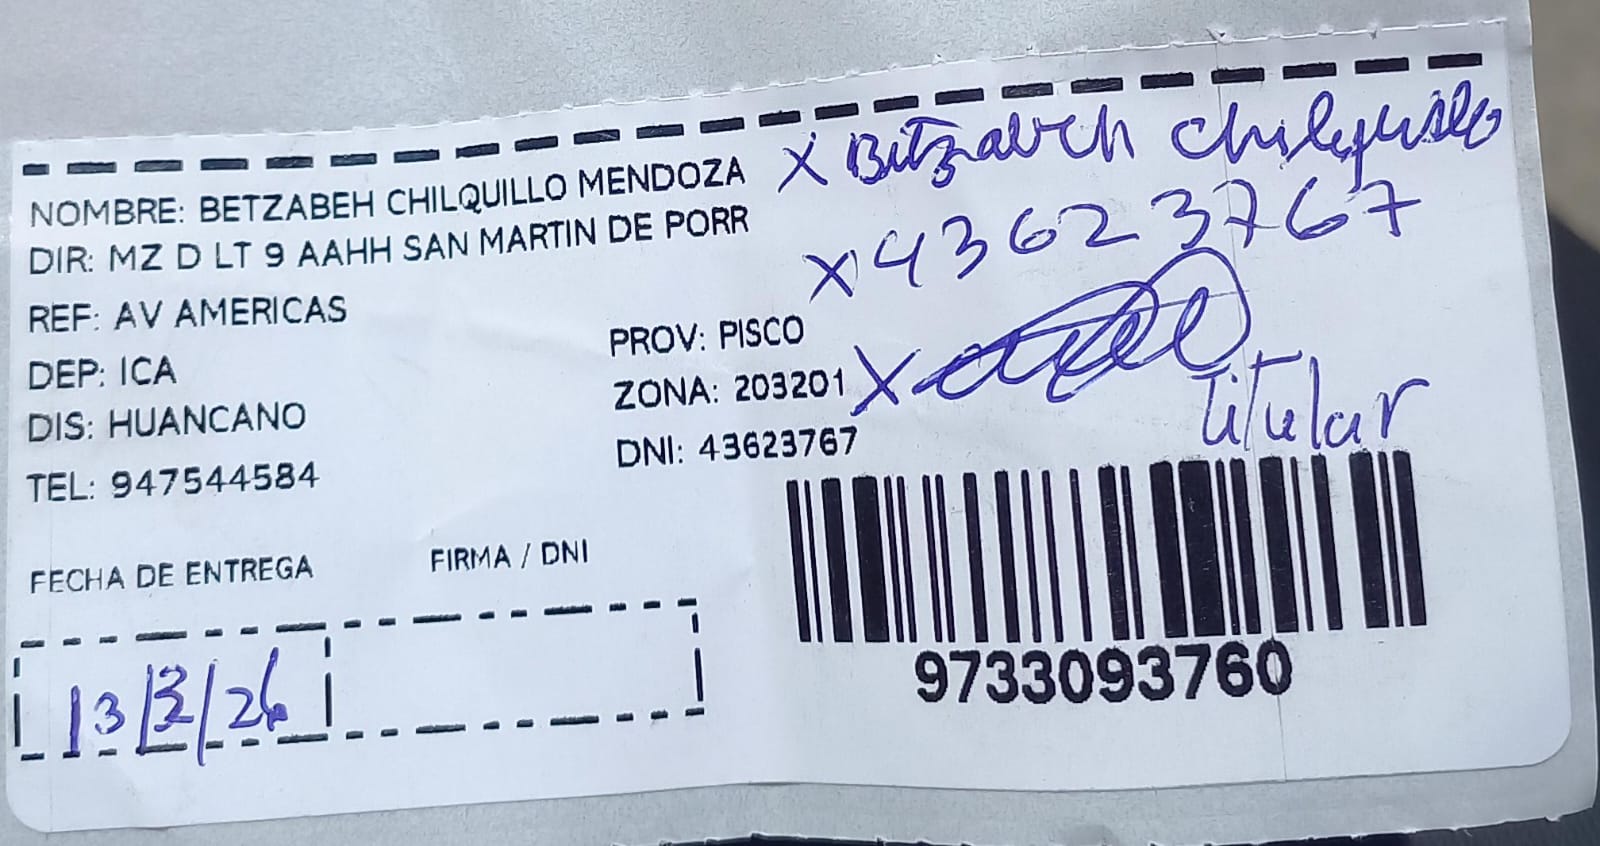 NOMBRE: BETZABEH CHILQUILLO MENDOZA
DIR: MZ D LT 9 AAHH SAN MARTIN DE PORR
REF: AV AMERICAS
DEP: ICA
PROV: PISCO
DIS: HUANCANO
ZONA: 203201
TEL: 947544584
DNI: 43623767
X Betzabeh Chilquillo
X 43623767
X
titular
FECHA DE ENTREGA
FIRMA / DNI
13/ /26
9733093760